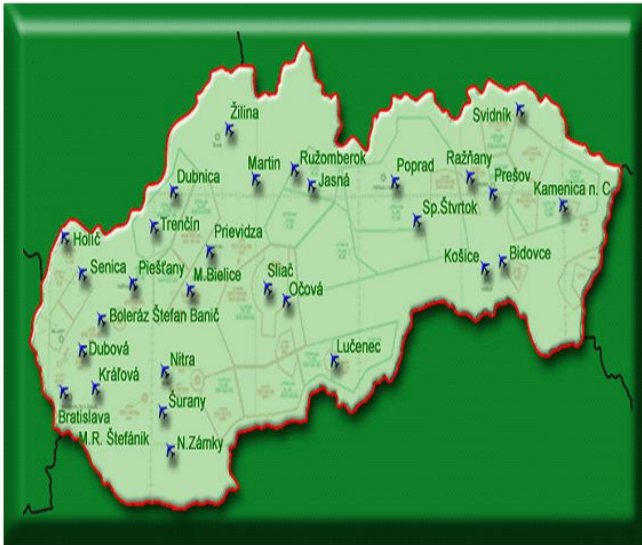 Svidník
Žilina
Martin
Ružomberok
Jasná
Poprad
Ražňany
Prešov
Kamenica n. C
Dubnica
Sp.Štvrtok
Trenčín
Holíč
Prievidza
Košice
Bidovce
Senica
Piešťany
M.Bielice
Sliač
Očová
Boleráz Štefan Banič
Dubová
Nitra
Lučenec
Kráľová
Šurany
Bratislava
M.R. Štefánik
N.Zámky